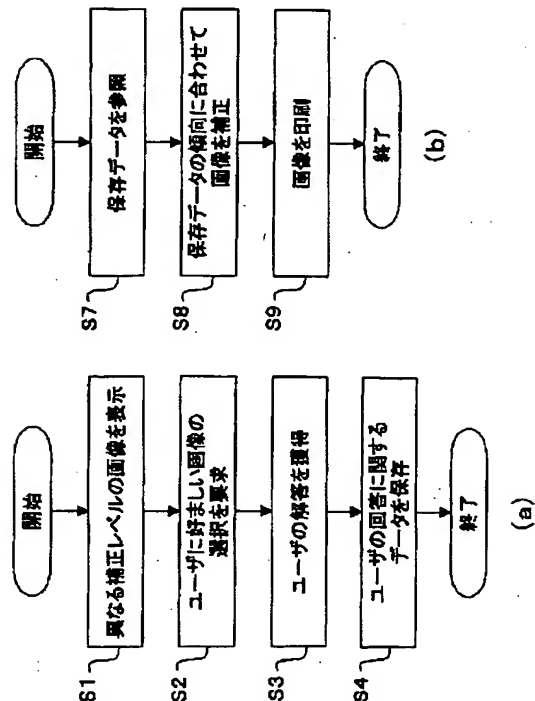 開始
S1
異なる補正レベルの画像を表示
S2
ユーザに好ましい画像の
選択を要求
S3
ユーザの解答を獲得
S4
ユーザの回答に関する
データを保存
終了
(a)
開始
S7
保存データを参照
S8
保存データの傾向に合わせて
画像を補正
S9
画像を印刷
終了
(b)